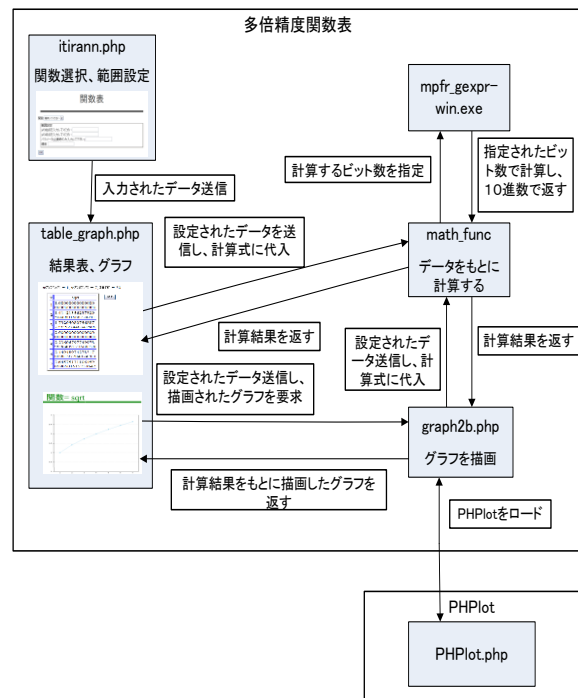 多倍精度関数表
itirann.php
関数選択、範囲設定
関数表
mpfr_gexpr-
win.exe
入力されたデータ送信
計算するビット数を指定
指定されたビッ
ト数で計算し、
10進数で返す
table_graph.php
結果表、グラフ
設定されたデータを送
信し、計算式に代入
math_func
データをもとに
計算する
計算結果を返す
設定されたデ
ータ送信し、計
算式に代入
計算結果を返す
設定されたデータ送信し、
描画されたグラフを要求
関数= sqrt
graph2b.php
グラフを描画
計算結果をもとに描画したグラフを
返す
PHPlotをロード
PHPlot
PHPlot.php